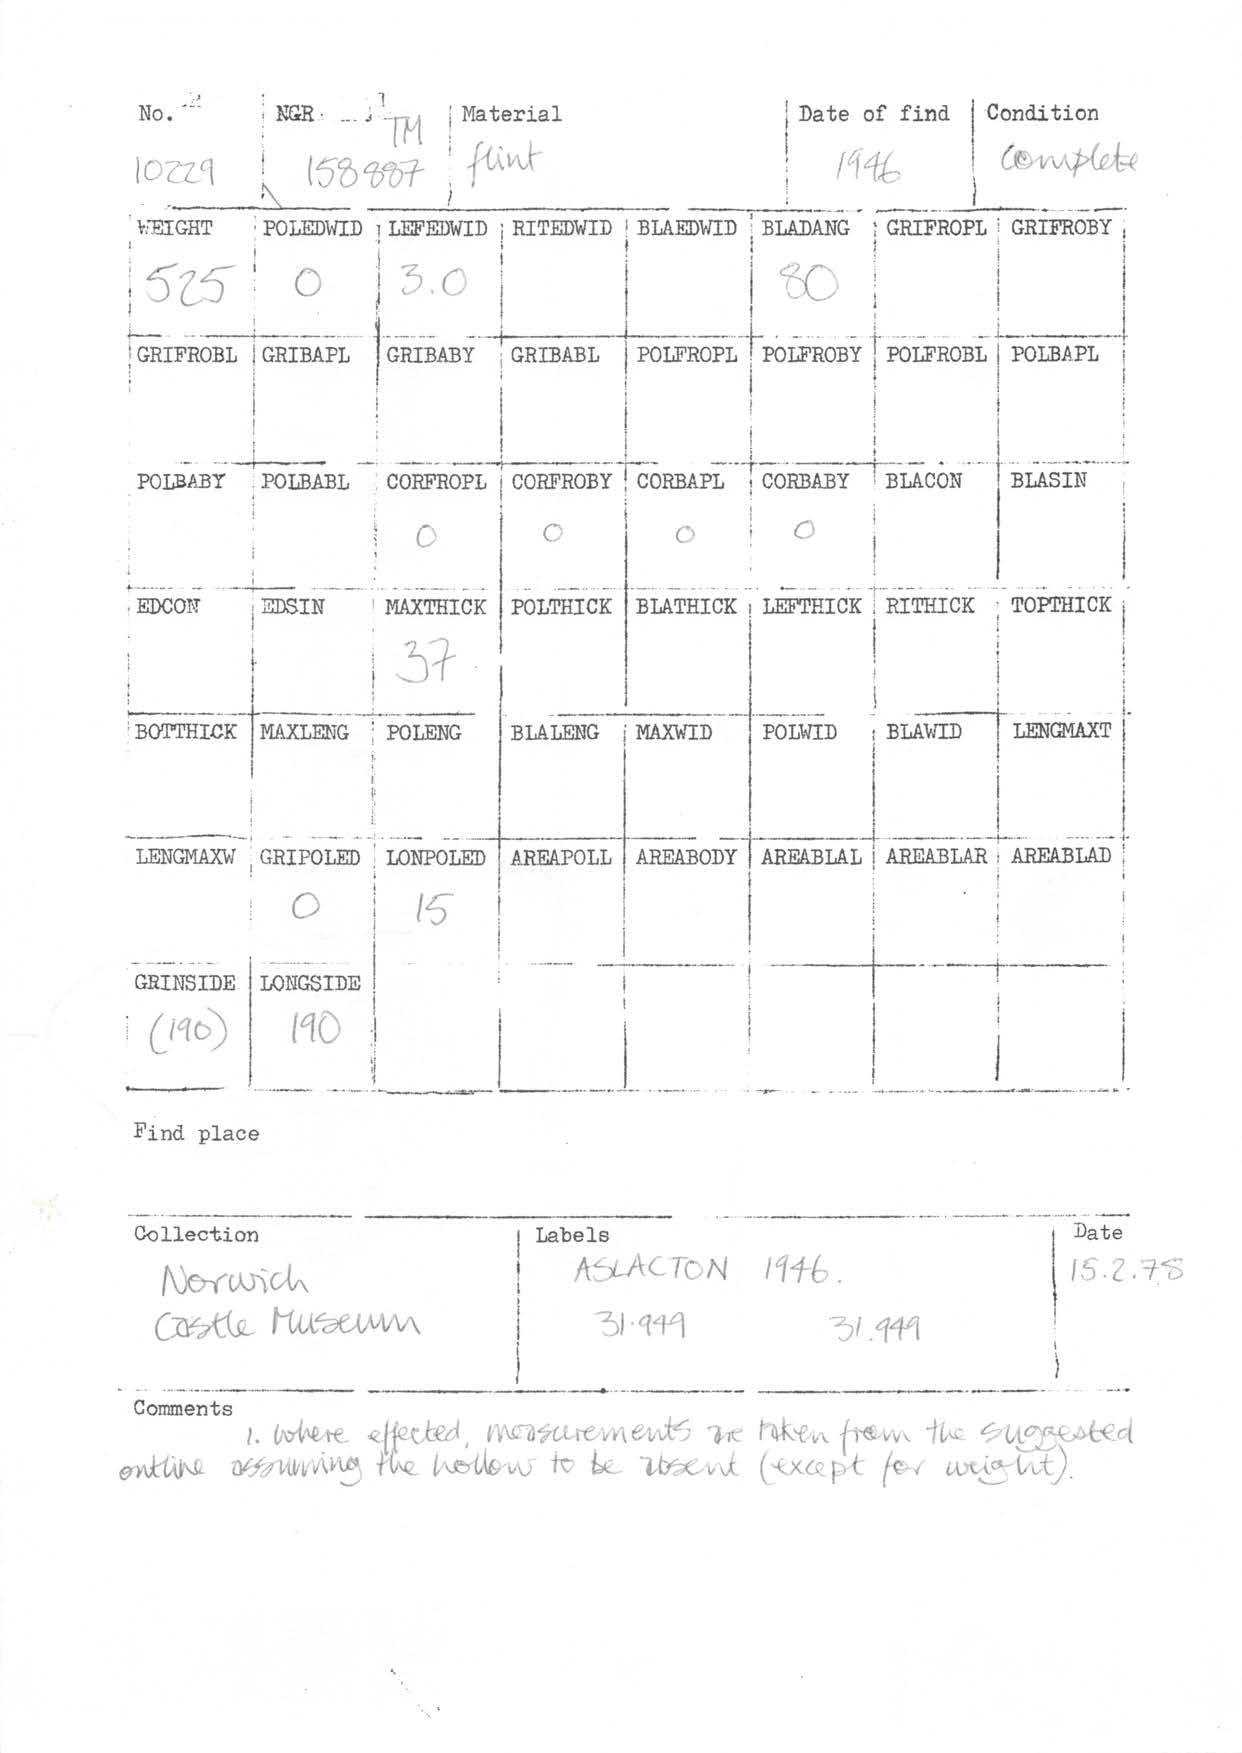 No. NGR Material Date of find Condition
10229 TM 158887 flint 1946 complete
WEIGHT POLEDWID LEFEDWID RITEDWID BLAEDWID BLADANG GRIFROPL GRIFROBY
525 0 3.0 80
GRIFROBL GRIBAPL GRIBABY GRIBABL POLFROPL POLFROBY POLFROBL POLBAPL
POLBABY POLBABL CORFROPL CORFROBY CORBAPL CORBABY BLACON BLASIN
0 0 0 0
EDCON EDSIN MAXTHICK POLTHICK BLATHICK LEFTHICK RITHICK TOPTHICK
37
BOTTHICK MAXLENG POLENG BLALENG MAXWID POLWID BLAWID LENGMAXT
LENGMAXW GRIPOLED LONPOLED AREAPOLL AREABODY AREABLAL AREABLAR AREABLAD
0 15
GRINSIDE LONGSIDE
(190) 190
Find place
Collection Labels Date
Norwich ASLACTON 1946. 15.2.78
Castle Museum 31.949 31.949
Comments
1. Where effected, measurements are taken from the suggested
outline assuming the hollow to be absent (except for weight).